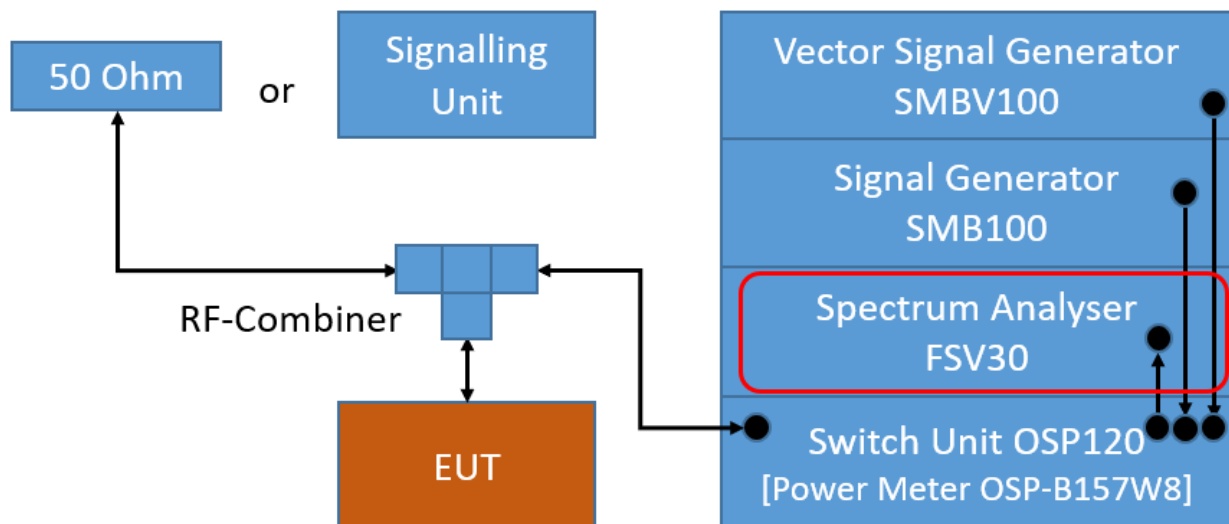 50 Ohm
or
Signalling
Unit
RF-Combiner
EUT
Vector Signal Generator
SMBV100
Signal Generator
SMB100
Spectrum Analyser
FSV30
Switch Unit OSP120
[Power Meter OSP-B157W8]